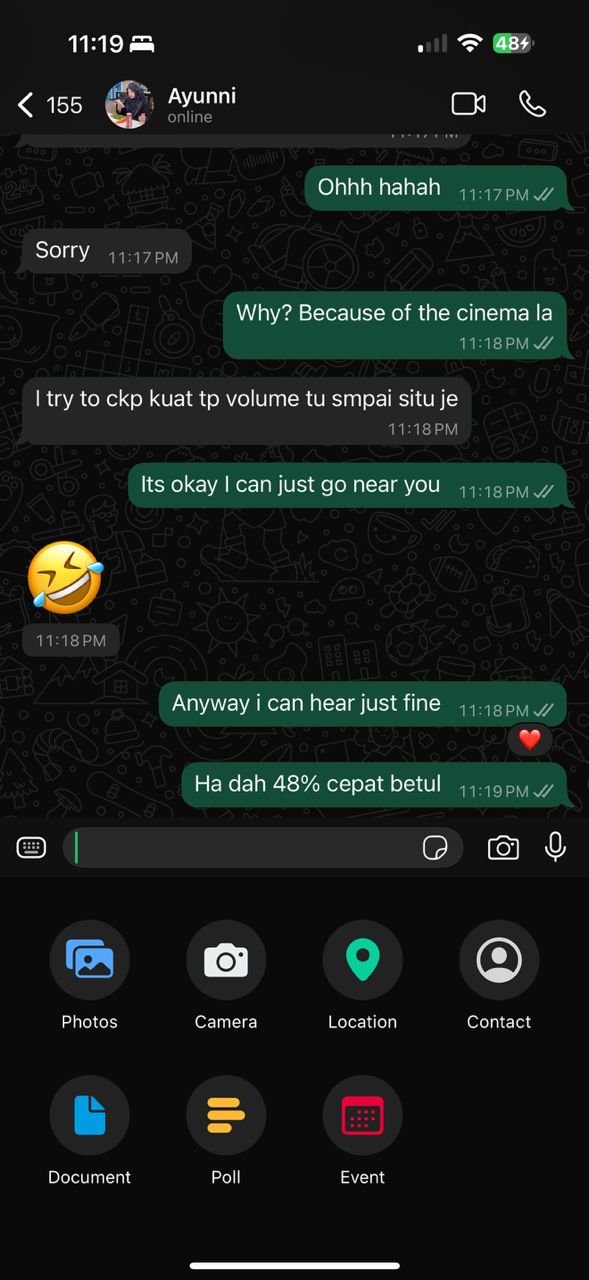 11:19
48
155
Ayunni
online
11:17 PM
Ohhh hahah 11:17 PM
Sorry 11:17 PM
Why? Because of the cinema la
11:18 PM
I try to ckp kuat tp volume tu smpai situ je
11:18 PM
Its okay I can just go near you 11:18 PM
🤣
11:18 PM
Anyway i can hear just fine 11:18 PM
❤️
Ha dah 48% cepat betul 11:19 PM
Photos
Camera
Location
Contact
Document
Poll
Event